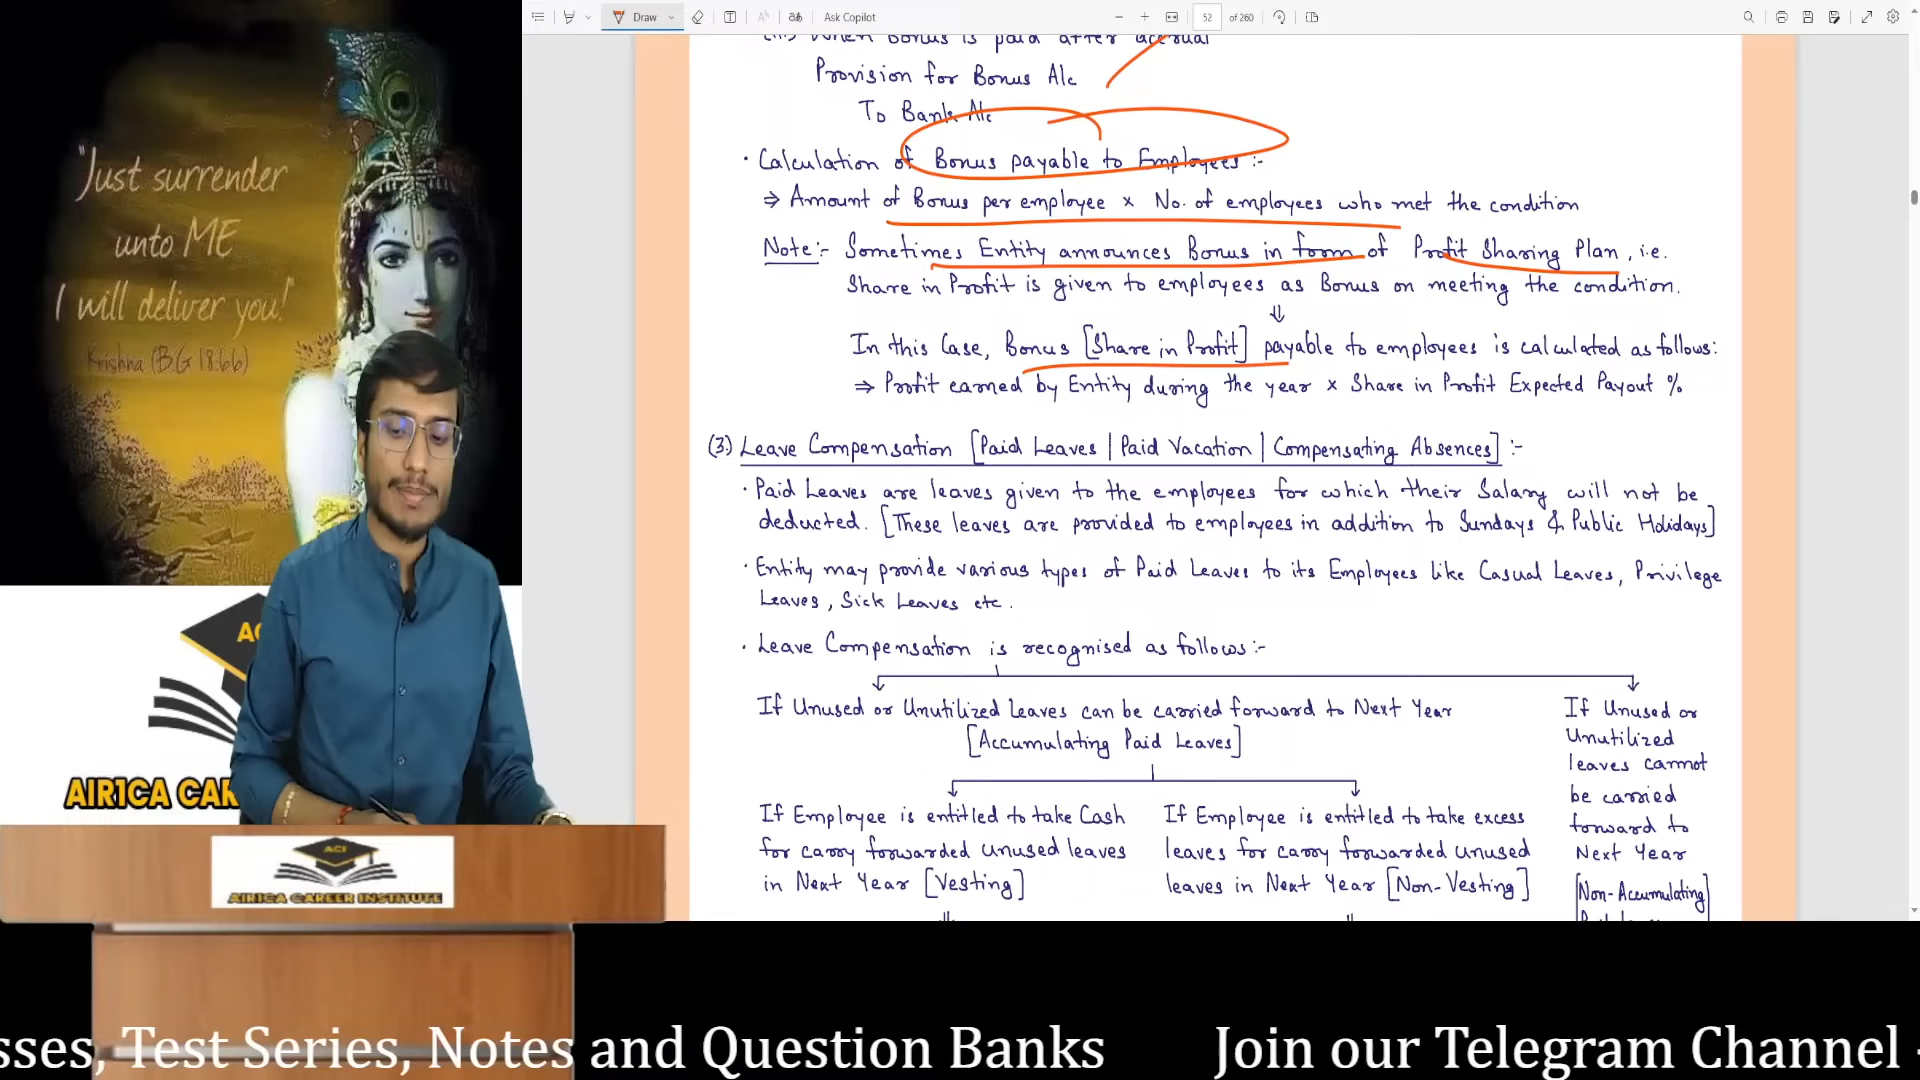 "Just surrender
unto ME
I will deliver you!"
Krishna (B.G 18:66)
AIR1CA CAR
ACI
AIR1CA CAREER INSTITUTE
Draw
Ask Copilot
52
of 260
When Bonus is paid after accrual
Provision for Bonus A/c
To Bank A/c
· Calculation of Bonus payable to Employees :-
⇒ Amount of Bonus per employee × No. of employees who met the condition
Note:- Sometimes Entity announces Bonus in form of Profit Sharing Plan, i.e.
Share in Profit is given to employees as Bonus on meeting the condition.
⇓
In this Case, Bonus [Share in Profit] payable to employees is calculated as follows:
⇒ Profit earned by Entity during the year × Share in Profit Expected Payout %
(3.) Leave Compensation [Paid Leaves | Paid Vacation | Compensating Absences] :-
· Paid Leaves are leaves given to the employees for which their Salary will not be
deducted. [These leaves are provided to employees in addition to Sundays & Public Holidays]
· Entity may provide various types of Paid Leaves to its Employees like Casual Leaves, Privilege
Leaves, Sick Leaves etc.
· Leave Compensation is recognised as follows:-
If Unused or Unutilized Leaves can be carried forward to Next Year
[Accumulating Paid Leaves]
If Employee is entitled to take Cash
for carry forwarded unused leaves
in Next Year [Vesting]
If Employee is entitled to take excess
leaves for carry forwarded unused
leaves in Next Year [Non-Vesting]
If Unused or
Unutilized
leaves cannot
be carried
forward to
Next Year
[Non-Accumulating
sses, Test Series, Notes and Question Banks
Join our Telegram Channel -